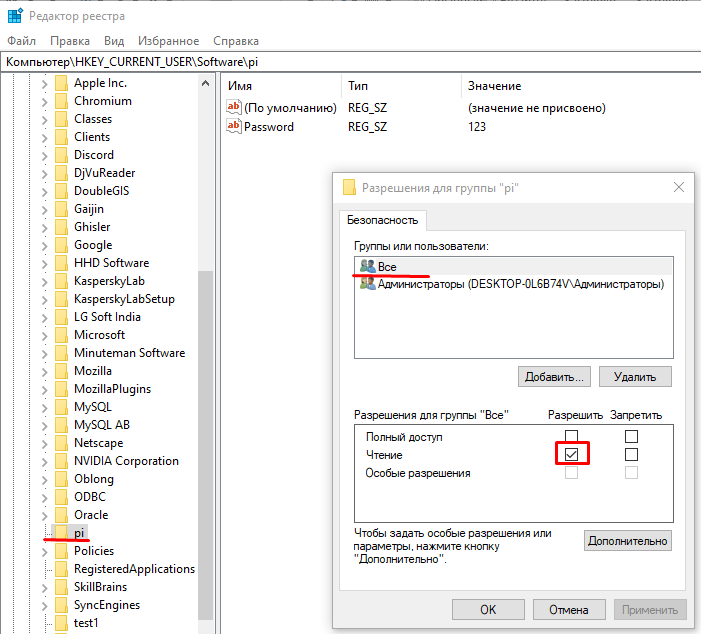 Редактор реестра
Файл Правка Вид Избранное Справка
Компьютер\HKEY_CURRENT_USER\Software\pi
Apple Inc.
Chromium
Classes
Clients
Discord
DjVuReader
DoubleGIS
Gaijin
Ghisler
Google
HHD Software
KasperskyLab
KasperskyLabSetup
LG Soft India
Macromedia
Microsoft
Minuteman Software
Mozilla
MozillaPlugins
MySQL
MySQL AB
Netscape
NVIDIA Corporation
Oblong
ODBC
Oracle
pi
Policies
RegisteredApplications
SkillBrains
SyncEngines
test1
Имя Тип Значение
(По умолчанию) REG_SZ (значение не присвоено)
Password REG_SZ 123
Разрешения для группы "pi"
Безопасность
Группы или пользователи:
Все
Администраторы (DESKTOP-0L6B74V\Администраторы)
Добавить... Удалить
Разрешения для группы "Все" Разрешить Запретить
Полный доступ
Чтение
Особые разрешения
Чтобы задать особые разрешения или
параметры, нажмите кнопку
"Дополнительно".
Дополнительно
ОК Отмена Применить